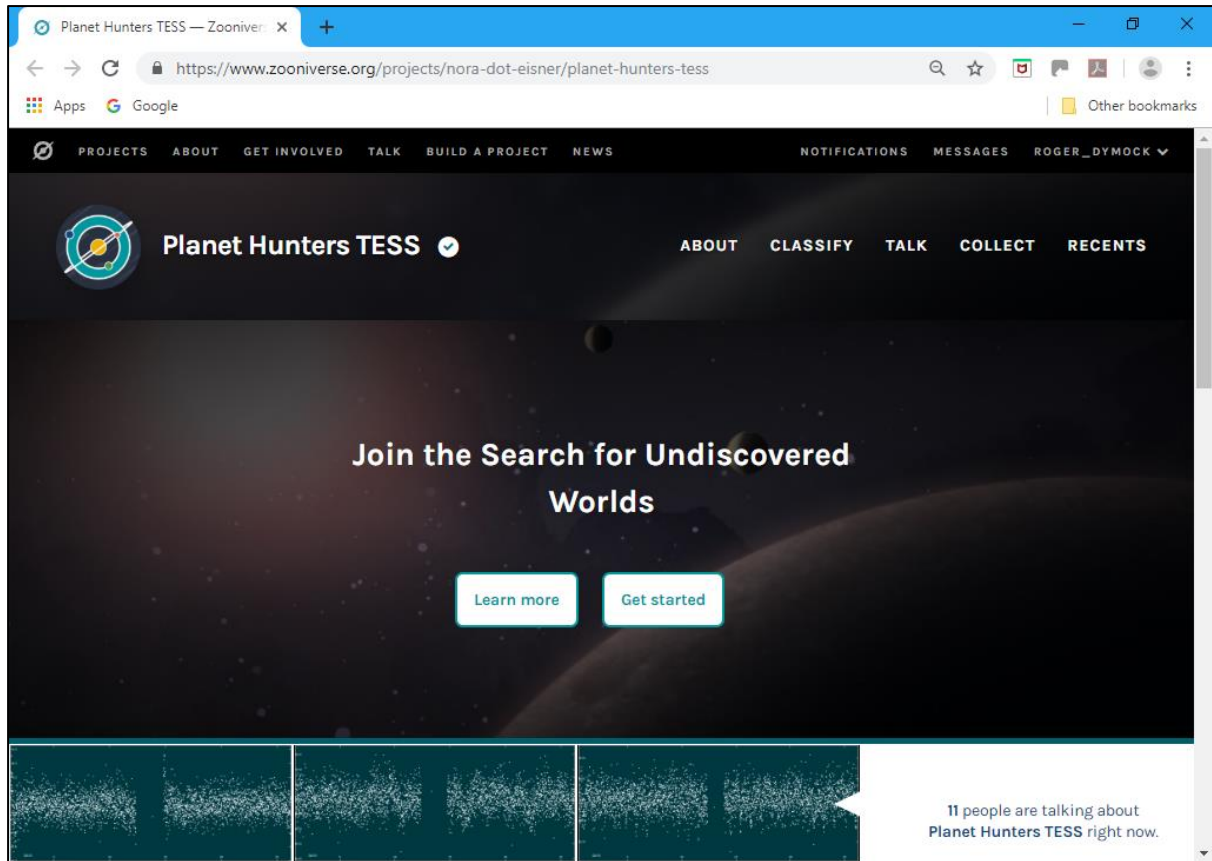 Planet Hunters TESS — Zooniver
https://www.zooniverse.org/projects/nora-dot-eisner/planet-hunters-tess
Apps Google Other bookmarks
PROJECTS ABOUT GET INVOLVED TALK BUILD A PROJECT NEWS NOTIFICATIONS MESSAGES ROGER_DYMOCK
Planet Hunters TESS ABOUT CLASSIFY TALK COLLECT RECENTS
Join the Search for Undiscovered
Worlds
Learn more Get started
11 people are talking about
Planet Hunters TESS right now.